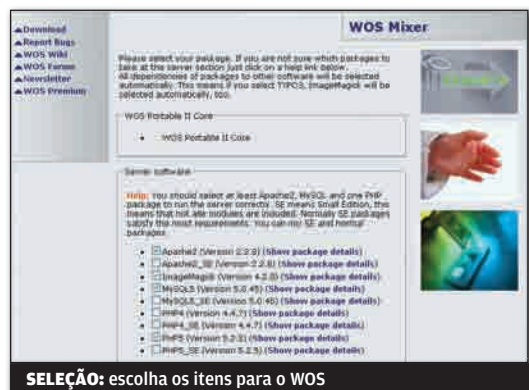 WOS Mixer
Download
Report Bugs
WOS Wiki
WOS Forum
Newsletter
WOS Premium
Please select your package. If you are not sure which packages to
take at the server section just click on a help link below.
All dependencies of packages to other software will be selected
automatically. This means if you select TYPO3, ImageMagick will be
selected automatically, too.
WOS Portable II Core
WOS Portable II Core
Server software
Help: You should select at least Apache2, MySQL and one PHP
package to run the server correctly. SE means Small Edition, this
means that not all modules are included. Normally SE packages
satisfy the most requirements. You can mix SE and normal
packages.
Apache2 (Version 2.2.8) (Show package details)
Apache2_SE (Version 2.2.8) (Show package details)
ImageMagick (Version 4.2.9) (Show package details)
MySQL5 (Version 5.0.45) (Show package details)
MySQL5_SE (Version 5.0.45) (Show package details)
PHP4 (Version 4.4.7) (Show package details)
PHP4_SE (Version 4.4.7) (Show package details)
PHP5 (Version 5.2.5) (Show package details)
PHP5_SE (Version 5.2.5) (Show package details)
SELEÇÃO: escolha os itens para o WOS